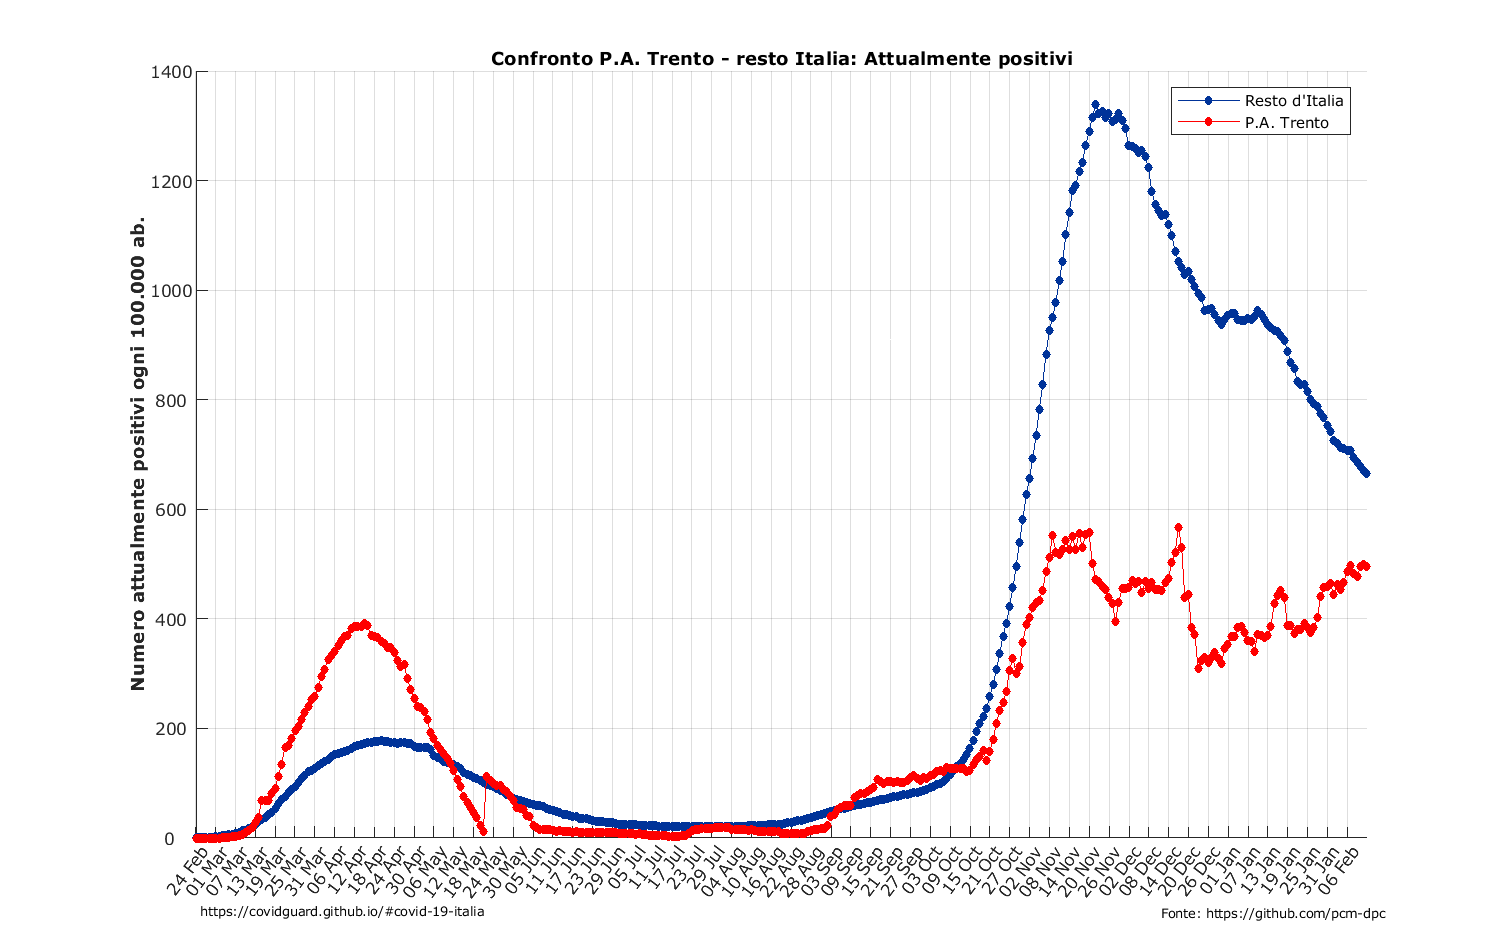 Confronto P.A. Trento - resto Italia: Attualmente positivi
Numero attualmente positivi ogni 100.000 ab.
1400
1200
1000
800
600
400
200
0
Resto d'Italia
P.A. Trento
24 Feb
01 Mar
07 Mar
13 Mar
19 Mar
25 Mar
31 Mar
06 Apr
12 Apr
18 Apr
24 Apr
30 Apr
06 May
12 May
18 May
24 May
30 May
05 Jun
11 Jun
17 Jun
23 Jun
29 Jun
05 Jul
11 Jul
17 Jul
23 Jul
29 Jul
04 Aug
10 Aug
16 Aug
22 Aug
28 Aug
03 Sep
09 Sep
15 Sep
21 Sep
27 Sep
03 Oct
09 Oct
15 Oct
21 Oct
27 Oct
02 Nov
08 Nov
14 Nov
20 Nov
26 Nov
02 Dec
08 Dec
14 Dec
20 Dec
26 Dec
01 Jan
07 Jan
13 Jan
19 Jan
25 Jan
31 Jan
06 Feb
https://covidguard.github.io/#covid-19-italia
Fonte: https://github.com/pcm-dpc